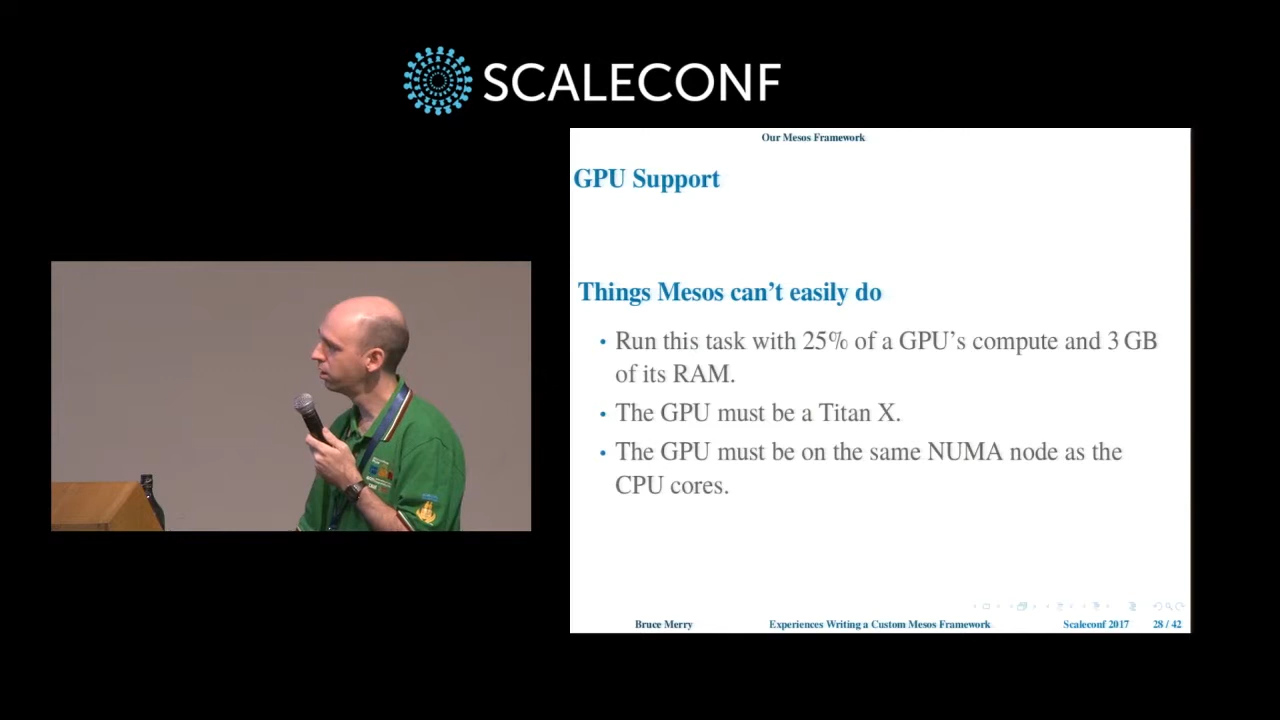 SCALECONF
Our Mesos Framework
GPU Support
Things Mesos can't easily do
• Run this task with 25% of a GPU's compute and 3 GB
of its RAM.
• The GPU must be a Titan X.
• The GPU must be on the same NUMA node as the
CPU cores.
Bruce Merry Experiences Writing a Custom Mesos Framework Scaleconf 2017 28 / 42